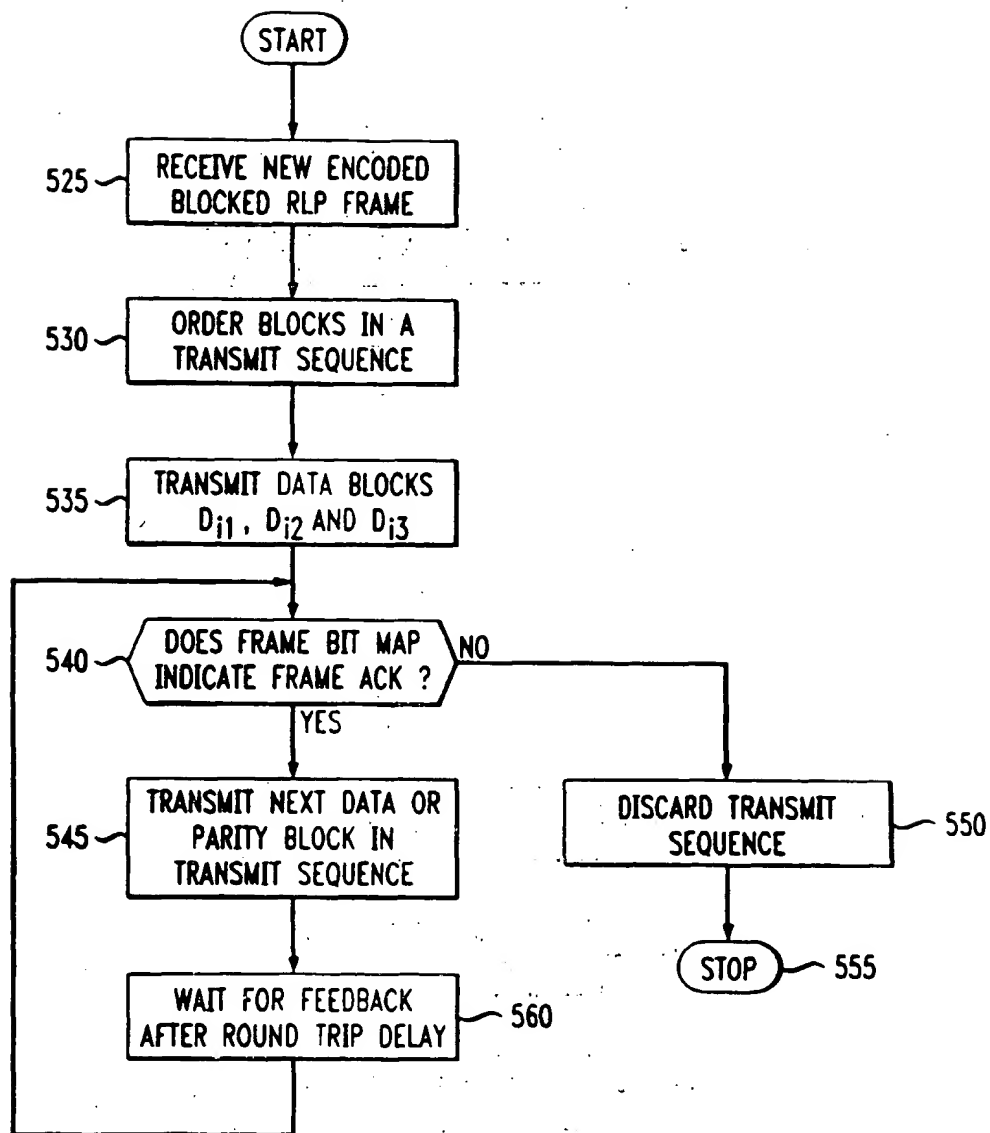 START
525
RECEIVE NEW ENCODED
BLOCKED RLP FRAME
530
ORDER BLOCKS IN A
TRANSMIT SEQUENCE
535
TRANSMIT DATA BLOCKS
Di1 , Di2 AND Di3
540
DOES FRAME BIT MAP
INDICATE FRAME ACK ?
NO
YES
545
TRANSMIT NEXT DATA OR
PARITY BLOCK IN
TRANSMIT SEQUENCE
DISCARD TRANSMIT
SEQUENCE
550
STOP
555
WAIT FOR FEEDBACK
AFTER ROUND TRIP DELAY
560